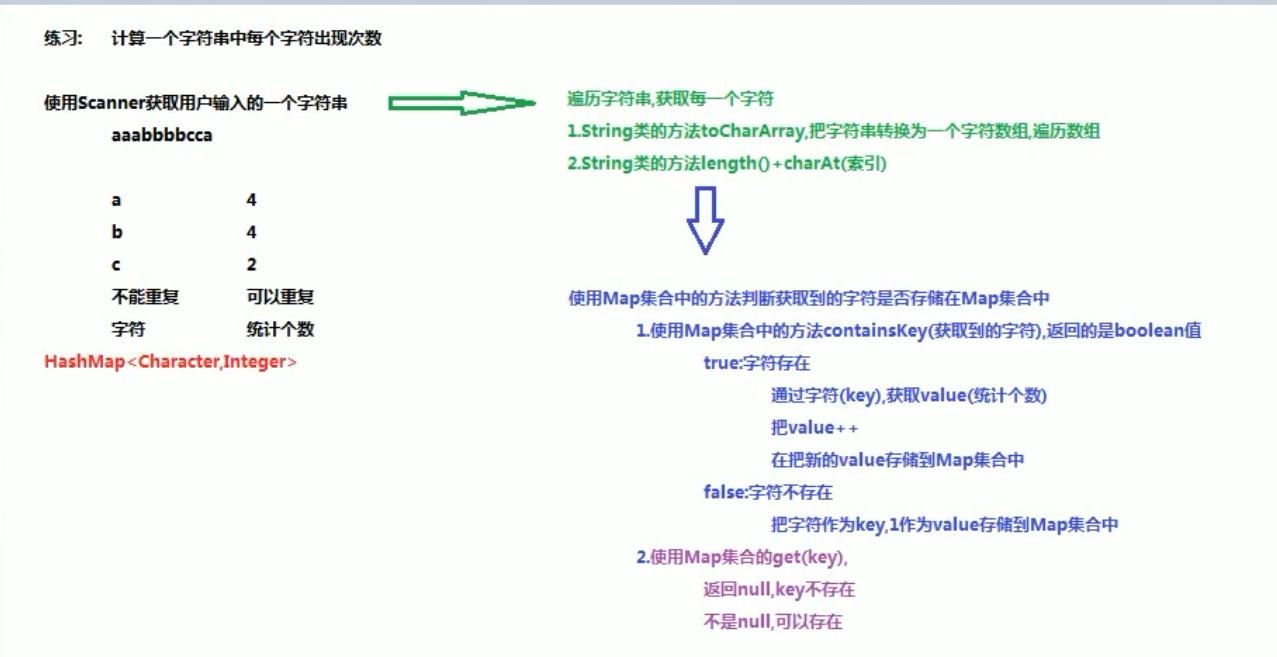 练习: 计算一个字符串中每个字符出现次数
使用Scanner获取用户输入的一个字符串
aaabbbbcca
a 4
b 4
c 2
不能重复 可以重复
字符 统计个数
HashMap<Character,Integer>
遍历字符串,获取每一个字符
1.String类的方法toCharArray,把字符串转换为一个字符数组,遍历数组
2.String类的方法length()+charAt(索引)
使用Map集合中的方法判断获取到的字符是否存储在Map集合中
1.使用Map集合中的方法containsKey(获取到的字符),返回的是boolean值
true:字符存在
通过字符(key),获取value(统计个数)
把value++
在把新的value存储到Map集合中
false:字符不存在
把字符作为key,1作为value存储到Map集合中
2.使用Map集合的get(key),
返回null,key不存在
不是null,可以存在